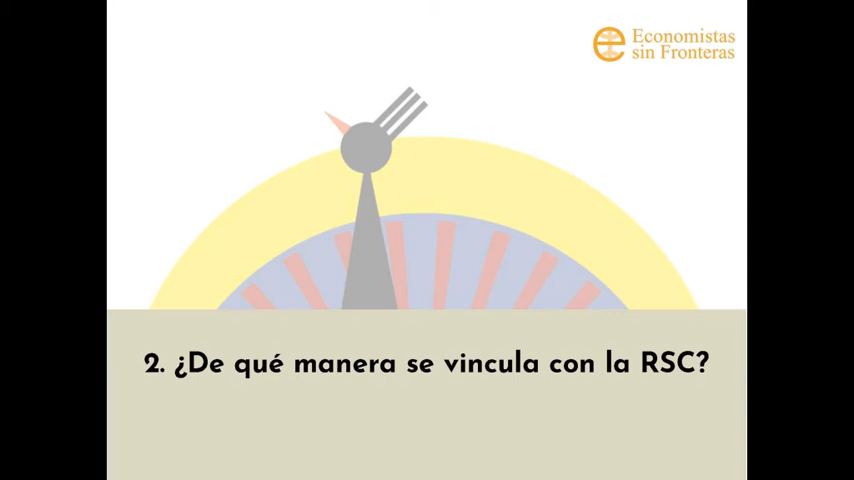 Economistas
sin Fronteras
2. ¿De qué manera se vincula con la RSC?